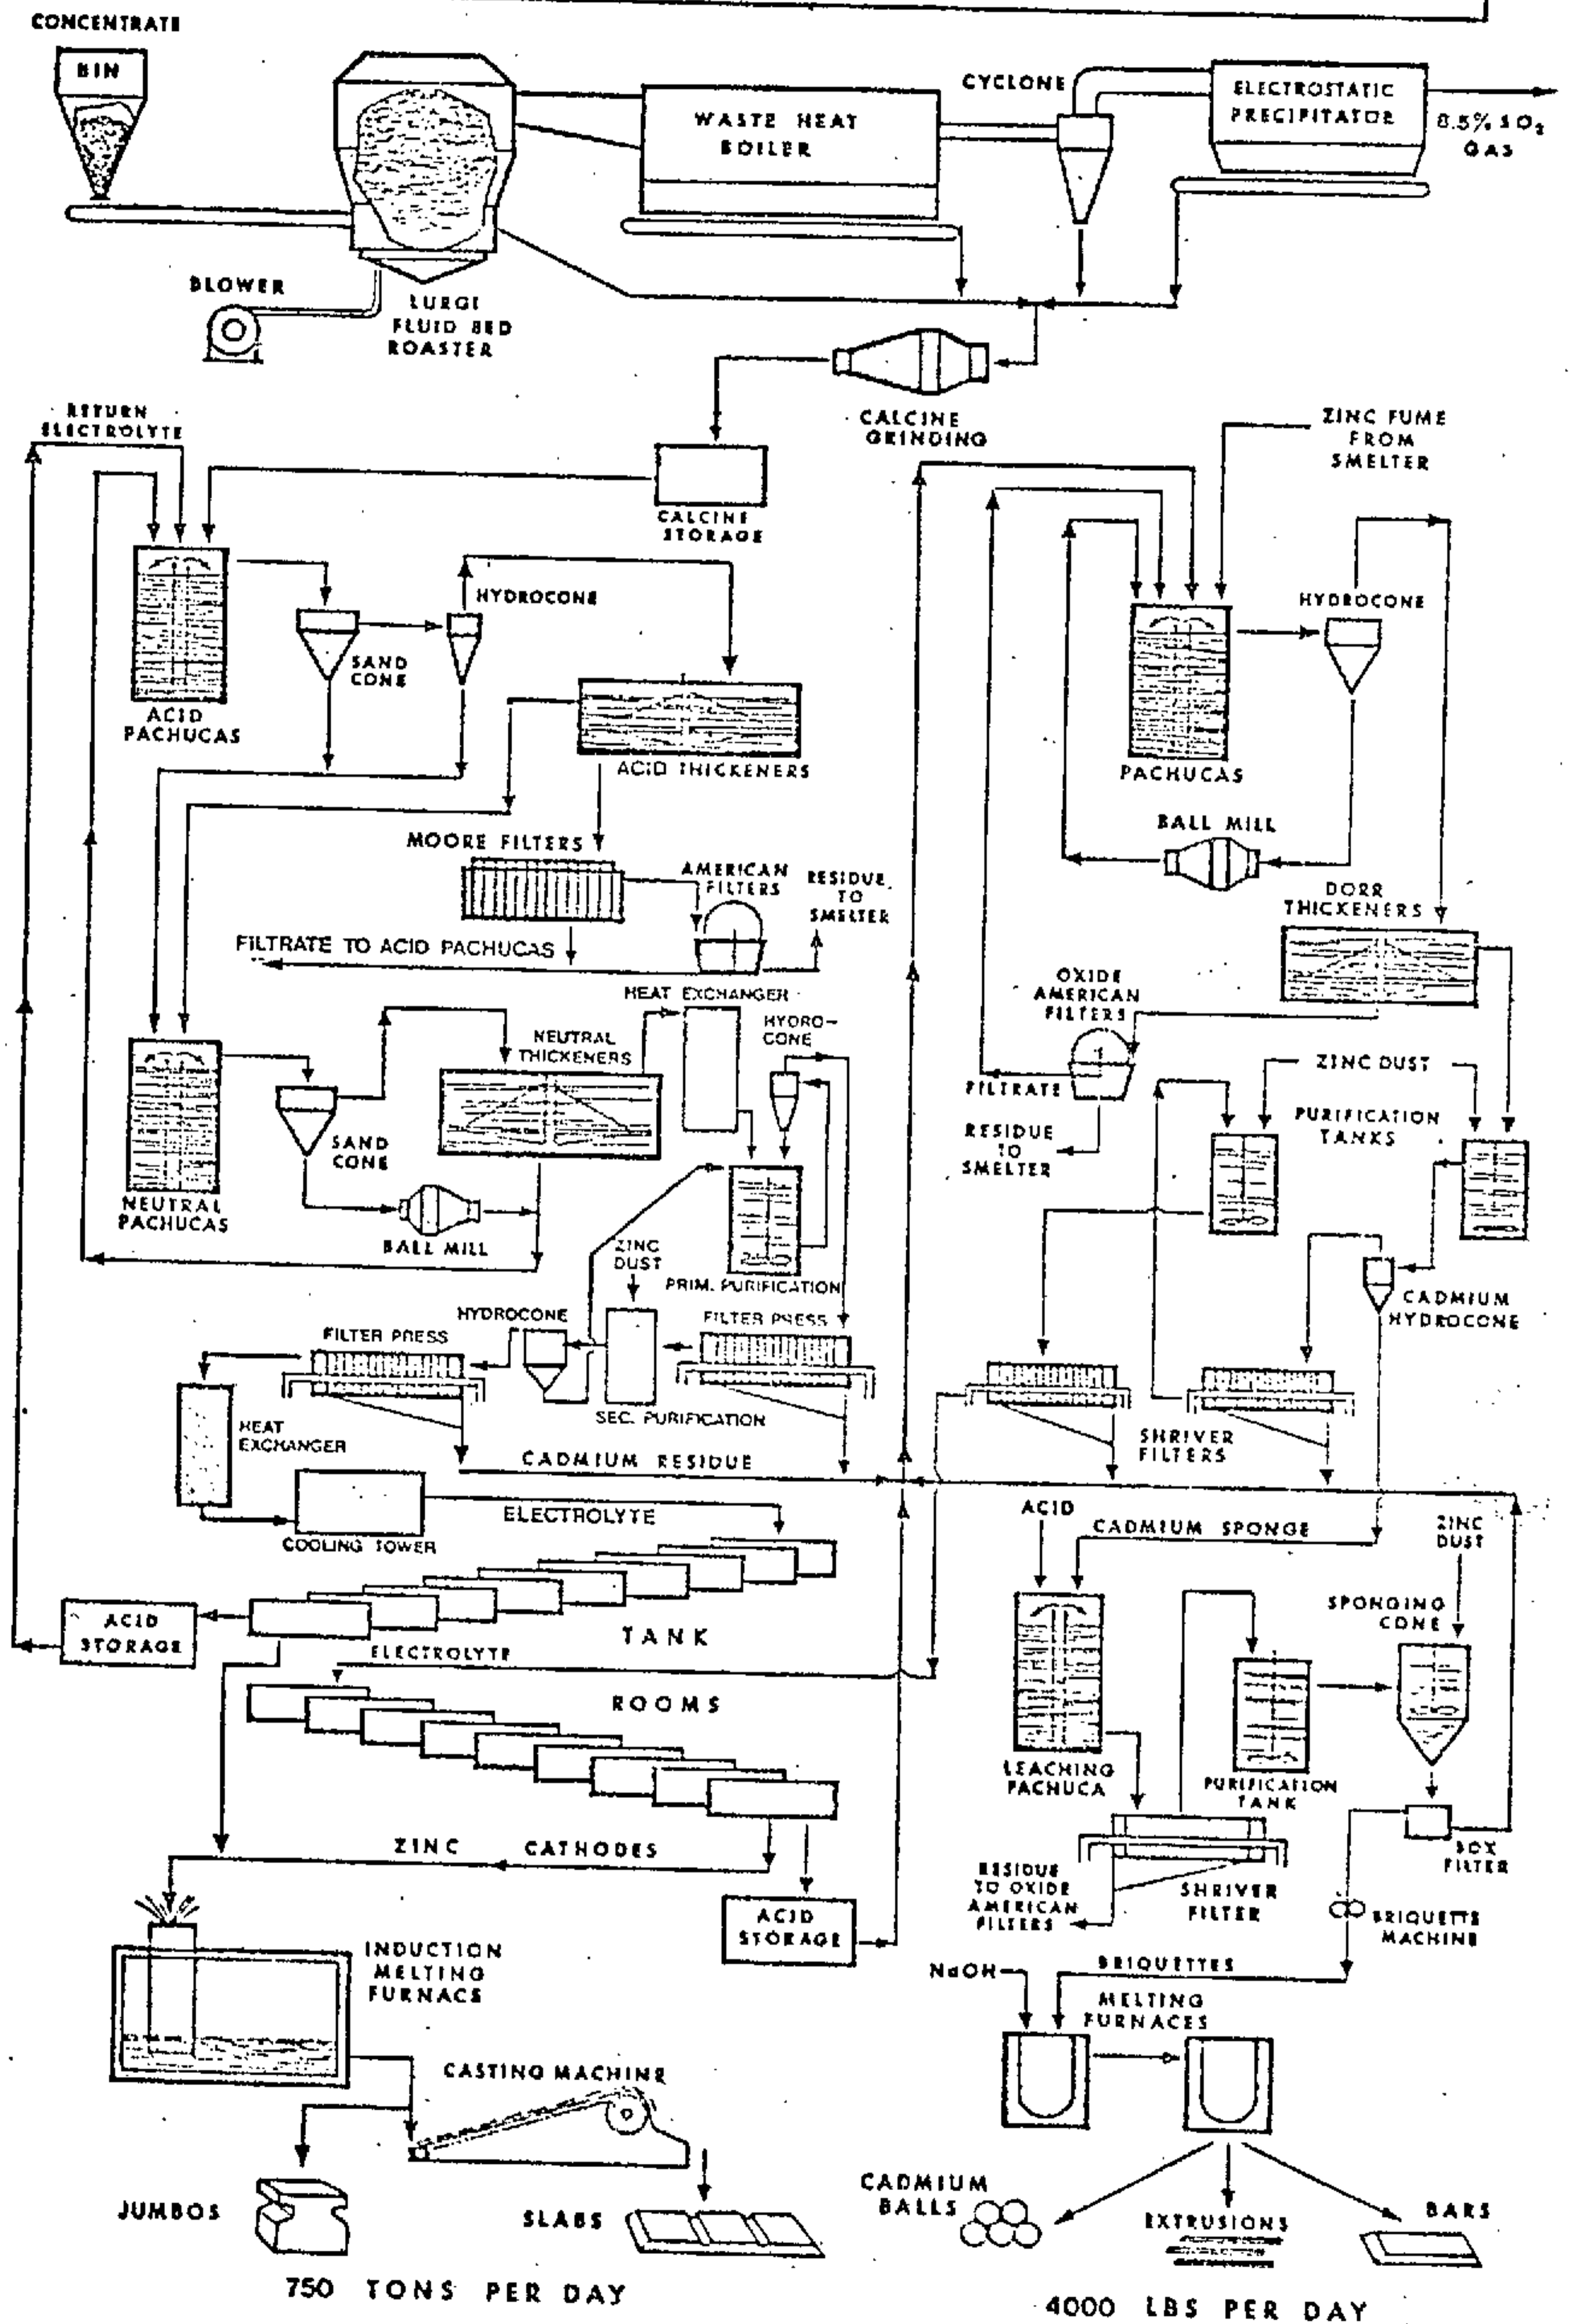 CONCENTRATE
BIN
BLOWER
LURGI
FLUID BED
ROASTER
WASTE HEAT
BOILER
CYCLONE
ELECTROSTATIC
PRECIPITATOR
8.5% SO2
GAS
CALCINE
GRINDING
CALCINE
STORAGE
RETURN
ELECTROLYTE
ACID
PACHUCAS
SAND
CONE
HYDROCONE
ACID THICKENERS
MOORE FILTERS
AMERICAN
FILTERS
RESIDUE
TO
SMELTER
FILTRATE TO ACID PACHUCAS
HEAT EXCHANGER
NEUTRAL
THICKENERS
HYDRO-
CONE
NEUTRAL
PACHUCAS
SAND
CONE
BALL MILL
ZINC
DUST
PRIM. PURIFICATION
HYDROCONE
FILTER PRESS
FILTER PRESS
SEC. PURIFICATION
HEAT
EXCHANGER
CADMIUM RESIDUE
COOLING TOWER
ELECTROLYTE
ACID
STORAGE
TANK
ELECTROLYTE
ROOMS
ZINC CATHODES
ACID
STORAGE
INDUCTION
MELTING
FURNACS
CASTING MACHINE
JUMBOS
SLABS
750 TONS PER DAY
ZINC FUME
FROM
SMELTER
HYDROCONE
PACHUCAS
BALL MILL
DORR
THICKENERS
OXIDE
AMERICAN
FILTERS
FILTRATE
RESIDUE
TO
SMELTER
ZINC DUST
PURIFICATION
TANKS
CADMIUM
HYDROCONE
SHRIVER
FILTERS
ACID
CADMIUM SPONGE
ZINC
DUST
SPONGING
CONE
LEACHING
PACHUCA
PURIFICATION
TANK
BOX
FILTER
RESIDUE
TO OXIDE
AMERICAN
FILTERS
SHRIVER
FILTER
BRIQUETTE
MACHINE
NaOH
BRIQUETTES
MELTING
FURNACES
CADMIUM
BALLS
EXTRUSIONS
BARS
4000 LBS PER DAY